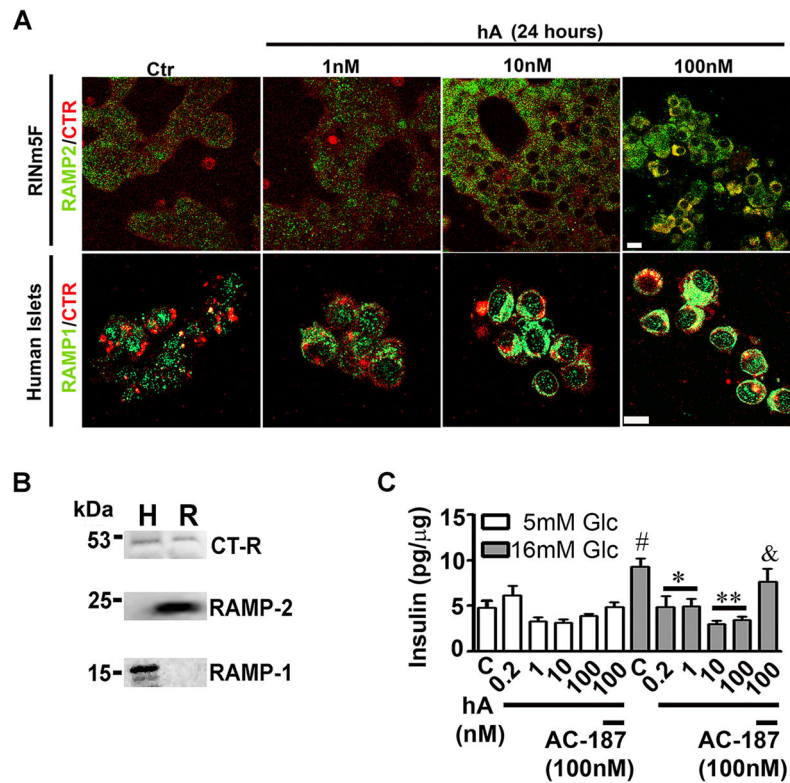 A
hA (24 hours)
Ctr
1nM
10nM
100nM
RINm5F
RAMP2/CTR
Human Islets
RAMP1/CTR
B
kDa
H R
53
CT-R
25
RAMP-2
15
RAMP-1
C
Insulin (pg/µg)
15
10
5
0
5mM Glc
16mM Glc
#
*
**
&
C 0.2 1 10 100 100 C 0.2 1 10 100 100
hA
(nM)
AC-187
(100nM)
AC-187
(100nM)